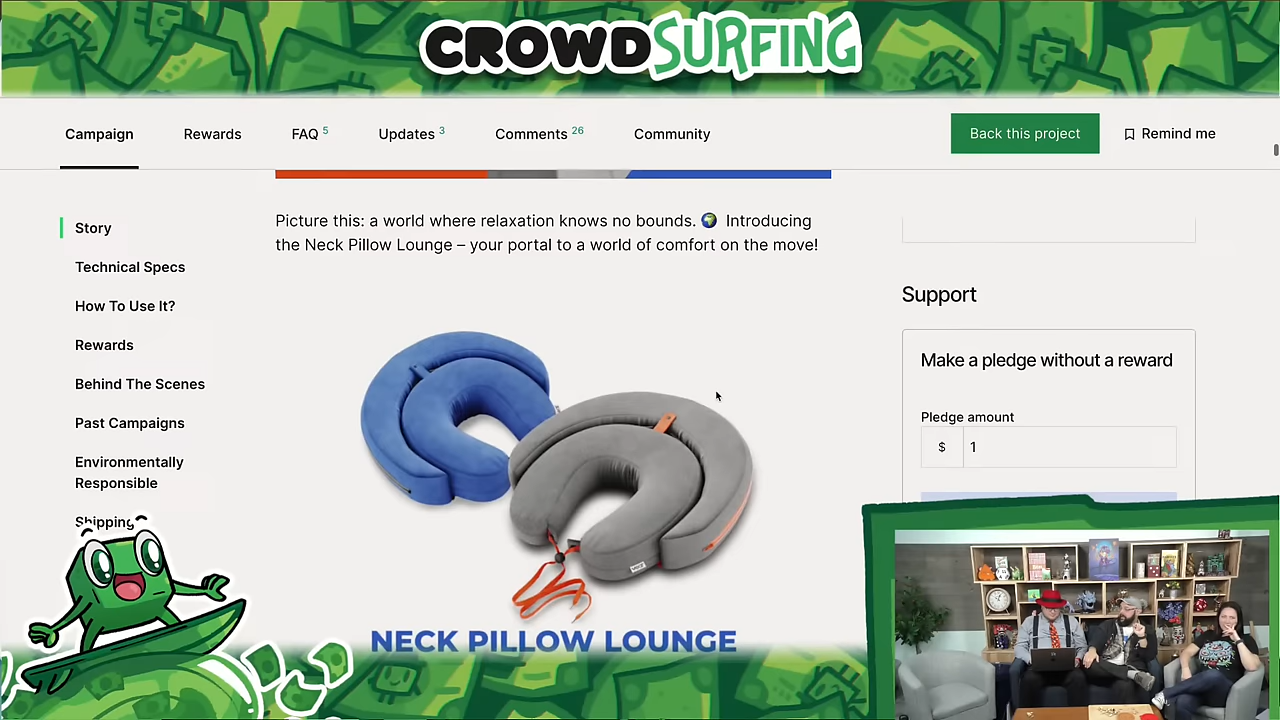 CROWDSURFING
Campaign
Rewards
FAQ 5
Updates 3
Comments 26
Community
Back this project
Remind me
Story
Technical Specs
How To Use It?
Rewards
Behind The Scenes
Past Campaigns
Environmentally
Responsible
Shipping
Picture this: a world where relaxation knows no bounds. 🌍 Introducing
the Neck Pillow Lounge – your portal to a world of comfort on the move!
NECK PILLOW LOUNGE
Support
Make a pledge without a reward
Pledge amount
$ 1